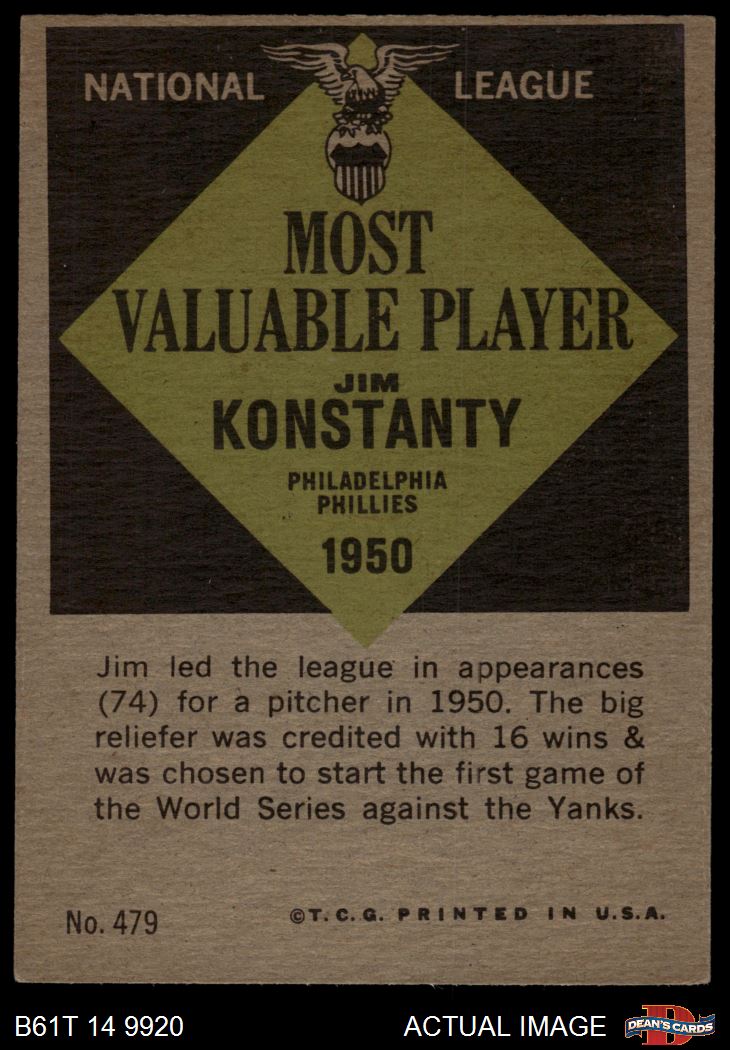 NATIONAL LEAGUE
MOST
VALUABLE PLAYER
JIM
KONSTANTY
PHILADELPHIA
PHILLIES
1950
Jim led the league in appearances
(74) for a pitcher in 1950. The big
reliefer was credited with 16 wins &
was chosen to start the first game of
the World Series against the Yanks.
No. 479 ©T.C.G. PRINTED IN U.S.A.
B61T 14 9920 ACTUAL IMAGE D DEAN'S CARDS